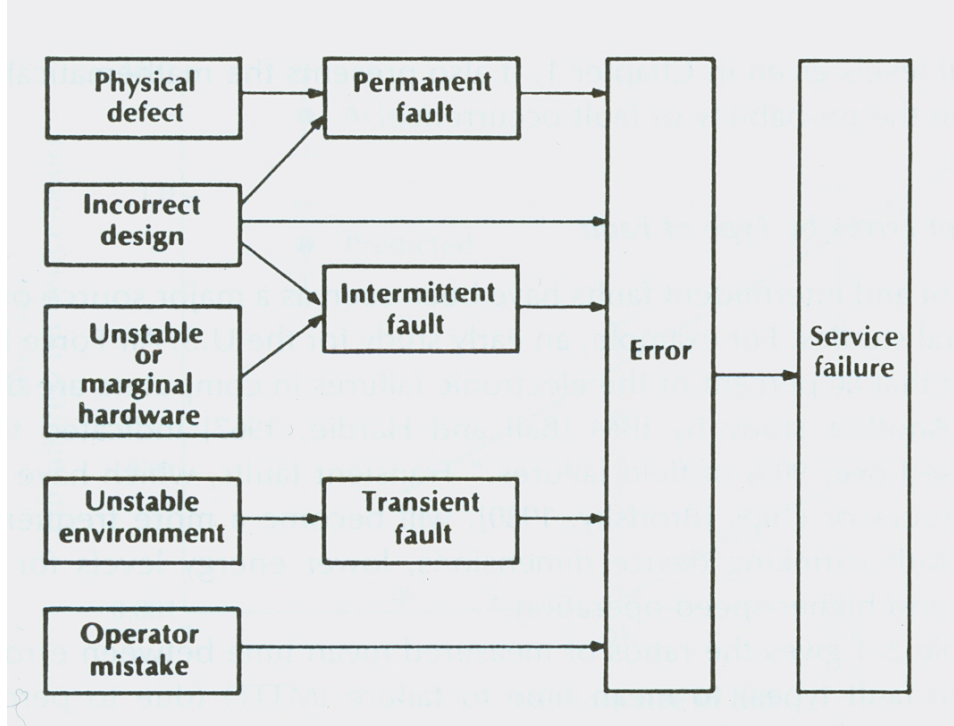 Physical
defect
Permanent
fault
Incorrect
design
Intermittent
fault
Unstable
or
marginal
hardware
Unstable
environment
Transient
fault
Operator
mistake
Error
Service
failure